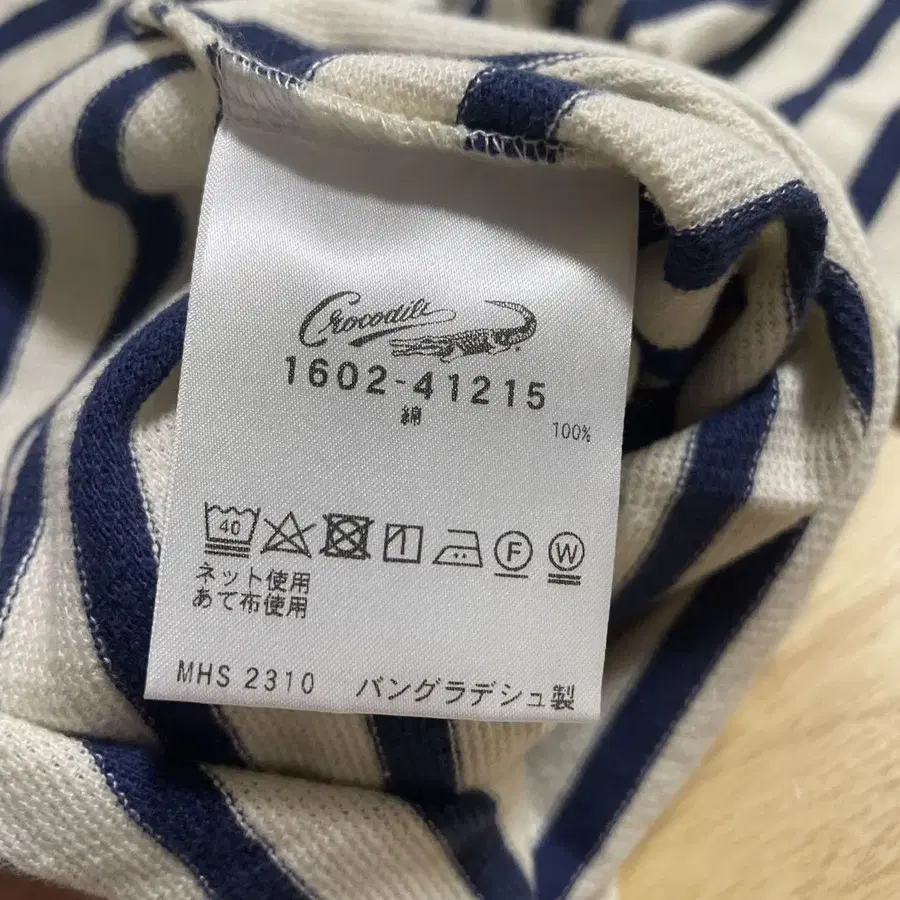 Crocodile
1602-41215
綿 100%
40 F W
ネット使用
あて布使用
MHS 2310 バングラデシュ製